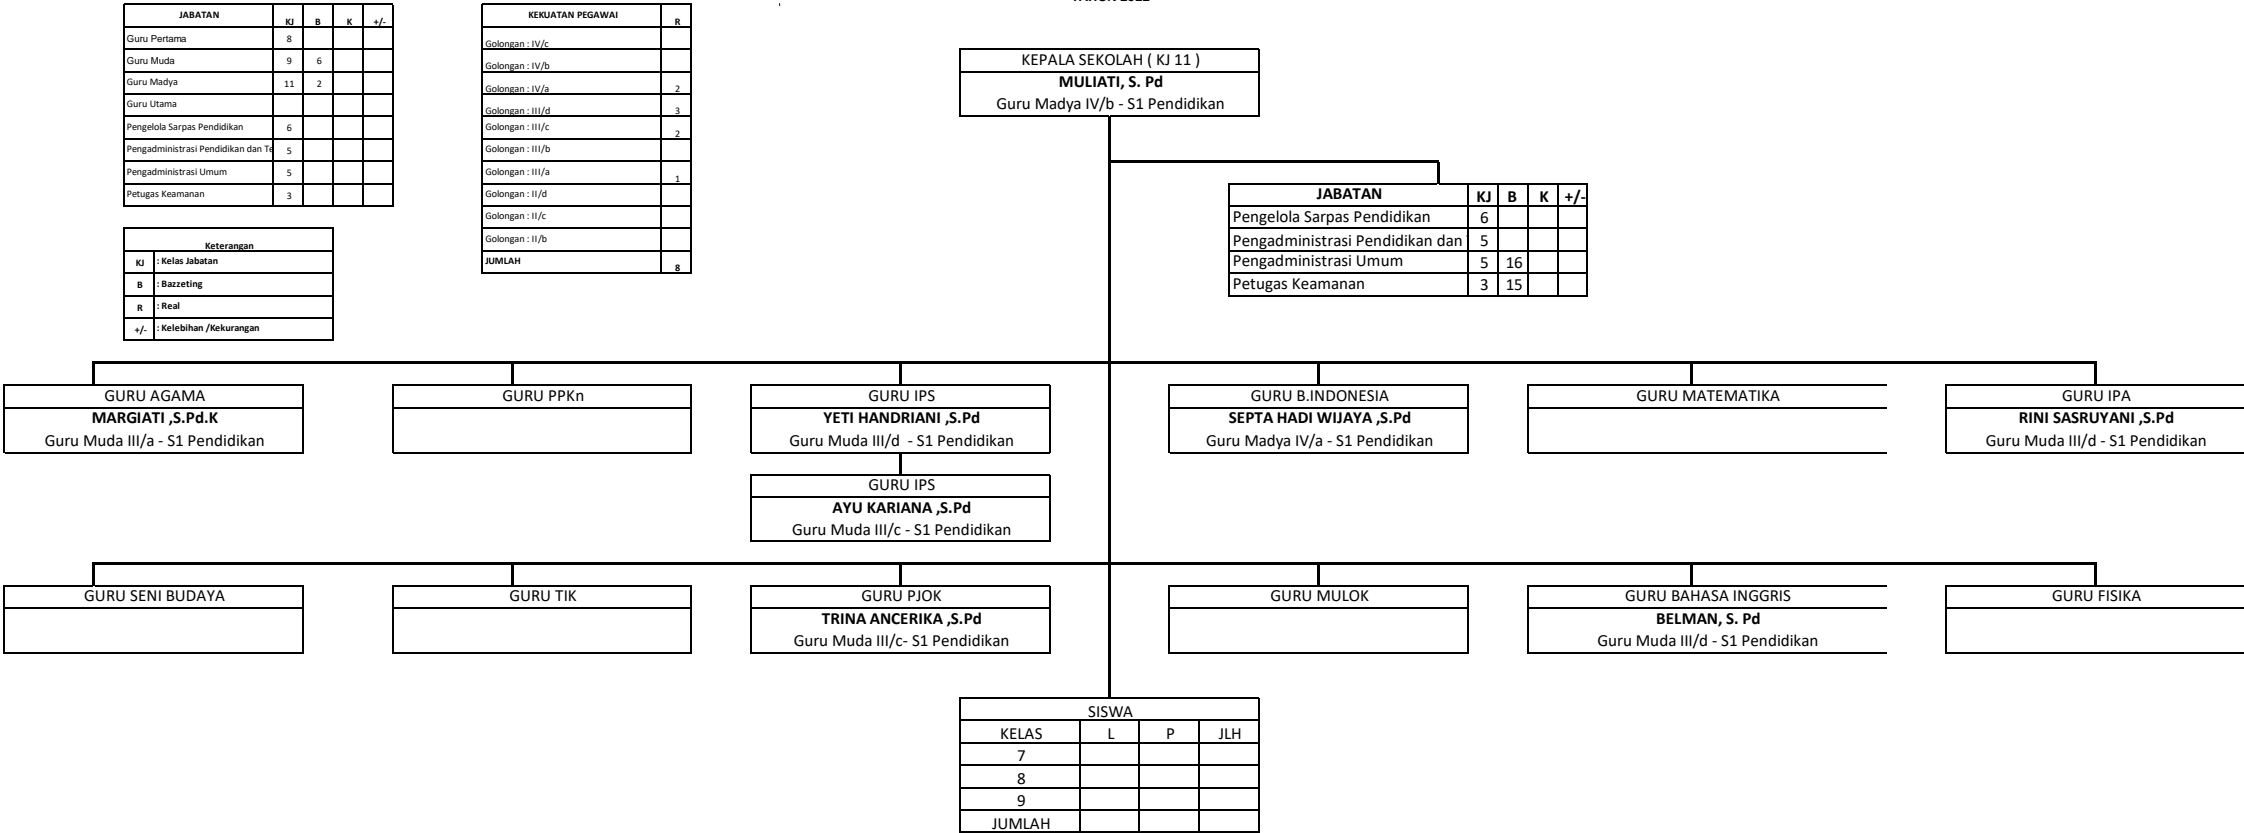 TAHUN 2022
JABATAN KJ B K +/-
Guru Pertama 8
Guru Muda 9 6
Guru Madya 11 2
Guru Utama
Pengelola Sarpas Pendidikan 6
Pengadministrasi Pendidikan dan Te 5
Pengadministrasi Umum 5
Petugas Keamanan 3
Keterangan
KJ : Kelas Jabatan
B : Bazzeting
R : Real
+/- : Kelebihan /Kekurangan
KEKUATAN PEGAWAI R
Golongan : IV/c
Golongan : IV/b
Golongan : IV/a 2
Golongan : III/d 3
Golongan : III/c 2
Golongan : III/b
Golongan : III/a 1
Golongan : II/d
Golongan : II/c
Golongan : II/b
JUMLAH 8
KEPALA SEKOLAH ( KJ 11 )
MULIATI, S. Pd
Guru Madya IV/b - S1 Pendidikan
JABATAN KJ B K +/-
Pengelola Sarpas Pendidikan 6
Pengadministrasi Pendidikan dan 5
Pengadministrasi Umum 5 16
Petugas Keamanan 3 15
GURU AGAMA
MARGIATI ,S.Pd.K
Guru Muda III/a - S1 Pendidikan
GURU PPKn
GURU IPS
YETI HANDRIANI ,S.Pd
Guru Muda III/d - S1 Pendidikan
GURU IPS
AYU KARIANA ,S.Pd
Guru Muda III/c - S1 Pendidikan
GURU B.INDONESIA
SEPTA HADI WIJAYA ,S.Pd
Guru Madya IV/a - S1 Pendidikan
GURU MATEMATIKA
GURU IPA
RINI SASRUYANI ,S.Pd
Guru Muda III/d - S1 Pendidikan
GURU SENI BUDAYA
GURU TIK
GURU PJOK
TRINA ANCERIKA ,S.Pd
Guru Muda III/c- S1 Pendidikan
GURU MULOK
GURU BAHASA INGGRIS
BELMAN, S. Pd
Guru Muda III/d - S1 Pendidikan
GURU FISIKA
SISWA
KELAS L P JLH
7
8
9
JUMLAH